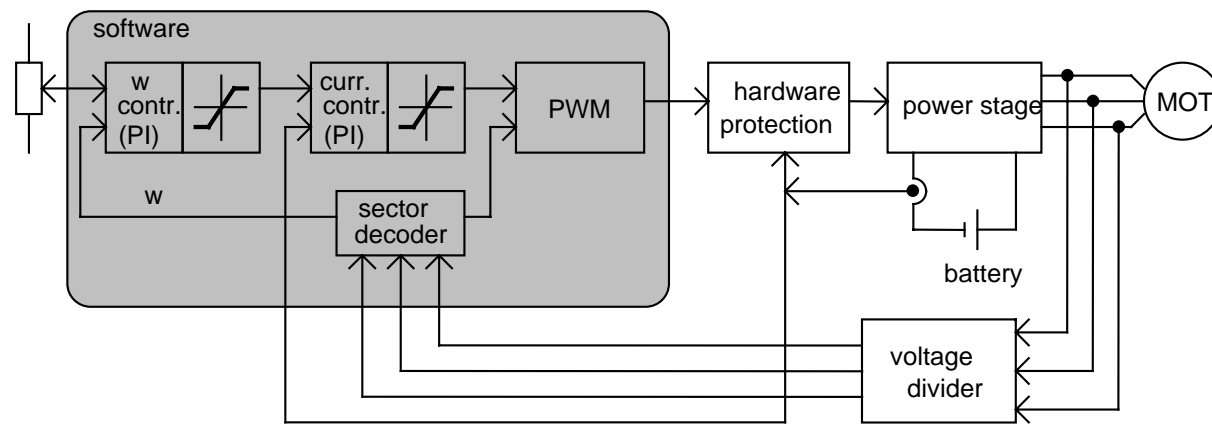 software
w
contr.
(PI)
curr.
contr.
(PI)
PWM
hardware
protection
power stage
MOT
w
sector
decoder
battery
voltage
divider